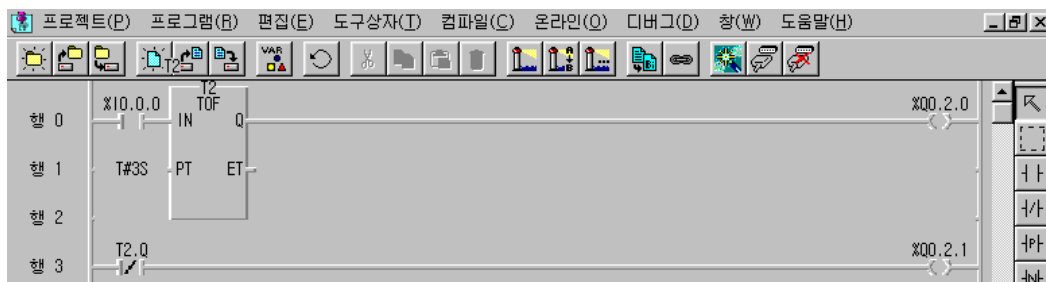 프로젝트(P) 프로그램(R) 편집(E) 도구상자(T) 컴파일(C) 온라인(O) 디버그(D) 창(W) 도움말(H)
T2 VAR A B
T2
%I0.0.0 TOF %Q0.2.0
행 0 IN Q
행 1 T#3S PT ET
행 2
T2.Q %Q0.2.1
행 3
P
N